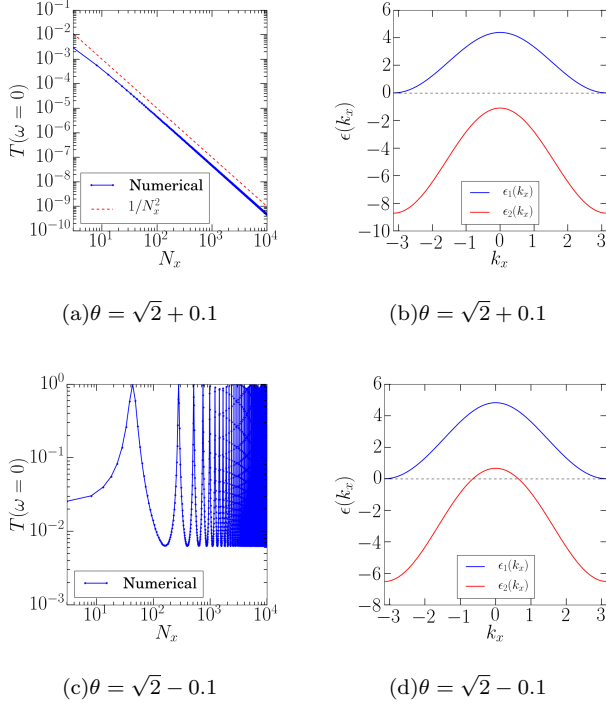 10^{-1}
10^{-2}
10^{-3}
10^{-4}
10^{-5}
10^{-6}
10^{-7}
10^{-8}
10^{-9}
10^{-10}
T(ω = 0)
Numerical
1/N_x^2
10^1 10^2 10^3 10^4
N_x
(a)θ = √2 + 0.1
6
4
2
0
−2
−4
−6
−8
−10
ϵ(k_x)
ϵ_1(k_x)
ϵ_2(k_x)
−3 −2 −1 0 1 2 3
k_x
(b)θ = √2 + 0.1
10^0
10^{-1}
10^{-2}
10^{-3}
T(ω = 0)
Numerical
10^1 10^2 10^3 10^4
N_x
(c)θ = √2 − 0.1
6
4
2
0
−2
−4
−6
−8
ϵ(k_x)
ϵ_1(k_x)
ϵ_2(k_x)
−3 −2 −1 0 1 2 3
k_x
(d)θ = √2 − 0.1